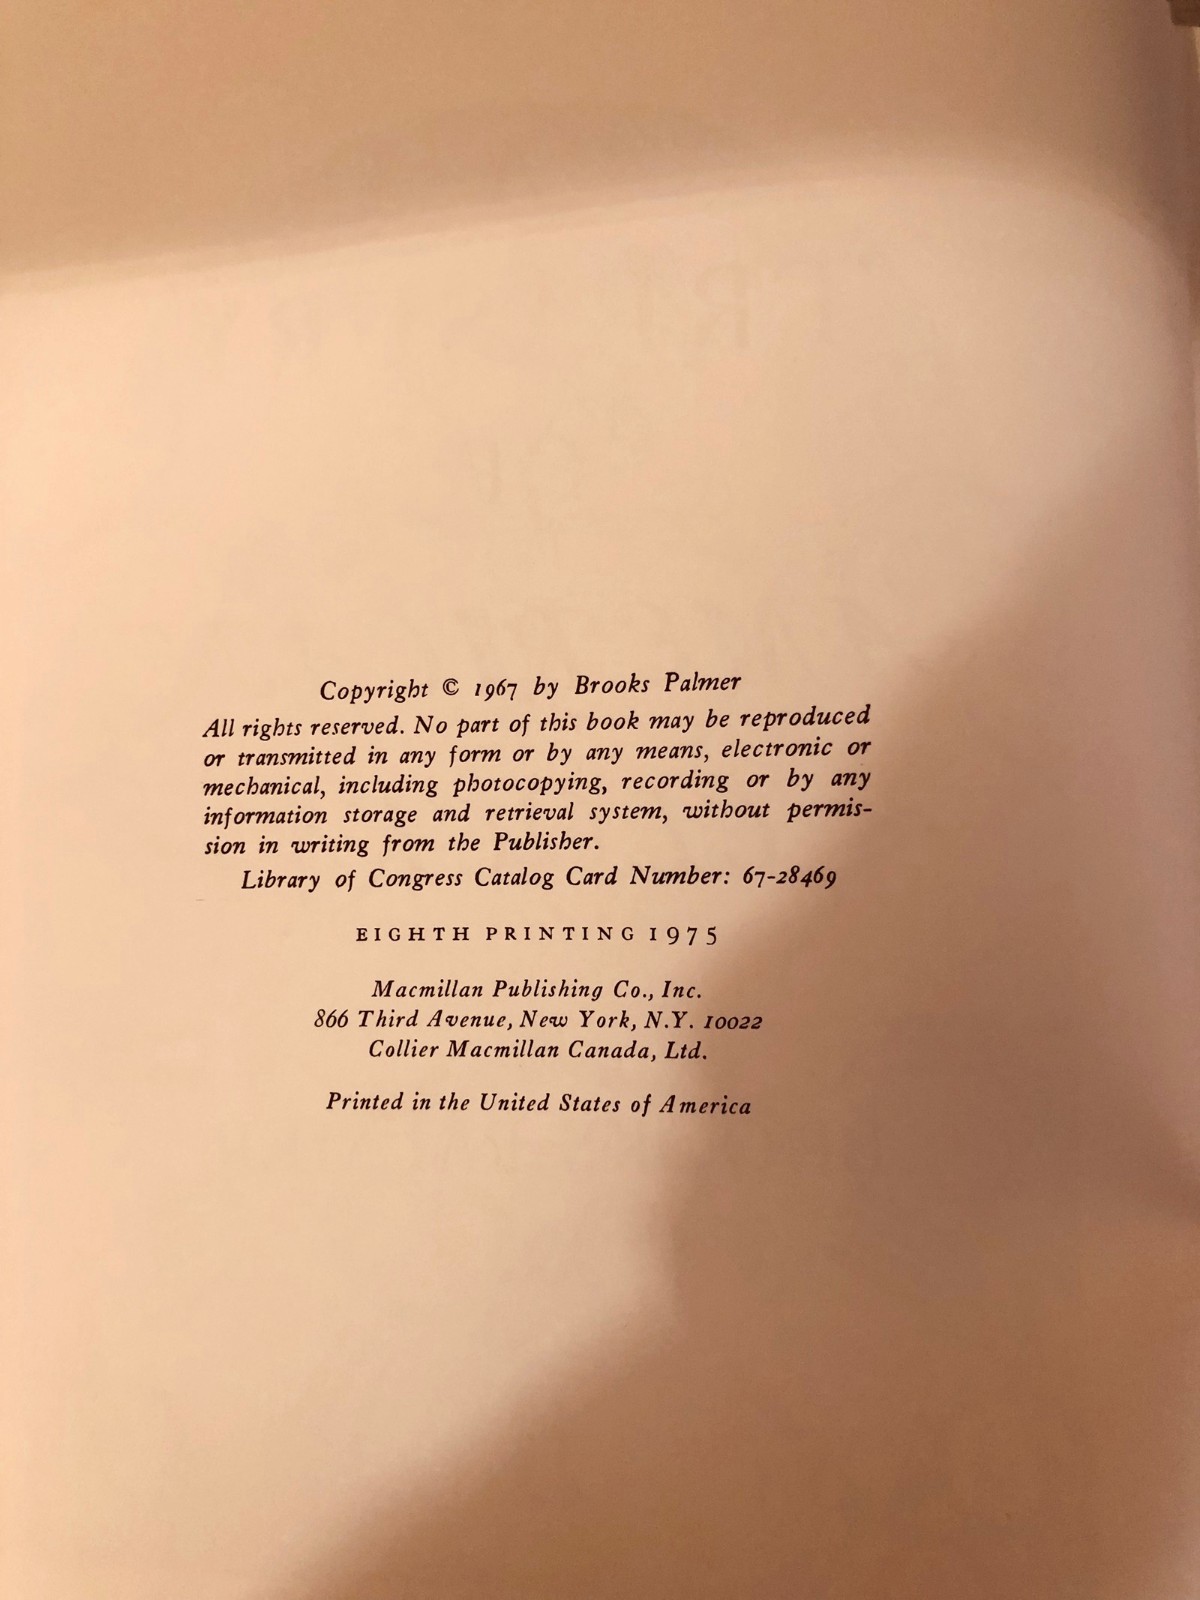 Copyright © 1967 by Brooks Palmer
All rights reserved. No part of this book may be reproduced
or transmitted in any form or by any means, electronic or
mechanical, including photocopying, recording or by any
information storage and retrieval system, without permis-
sion in writing from the Publisher.
Library of Congress Catalog Card Number: 67-28469
EIGHTH PRINTING 1975
Macmillan Publishing Co., Inc.
866 Third Avenue, New York, N.Y. 10022
Collier Macmillan Canada, Ltd.
Printed in the United States of America